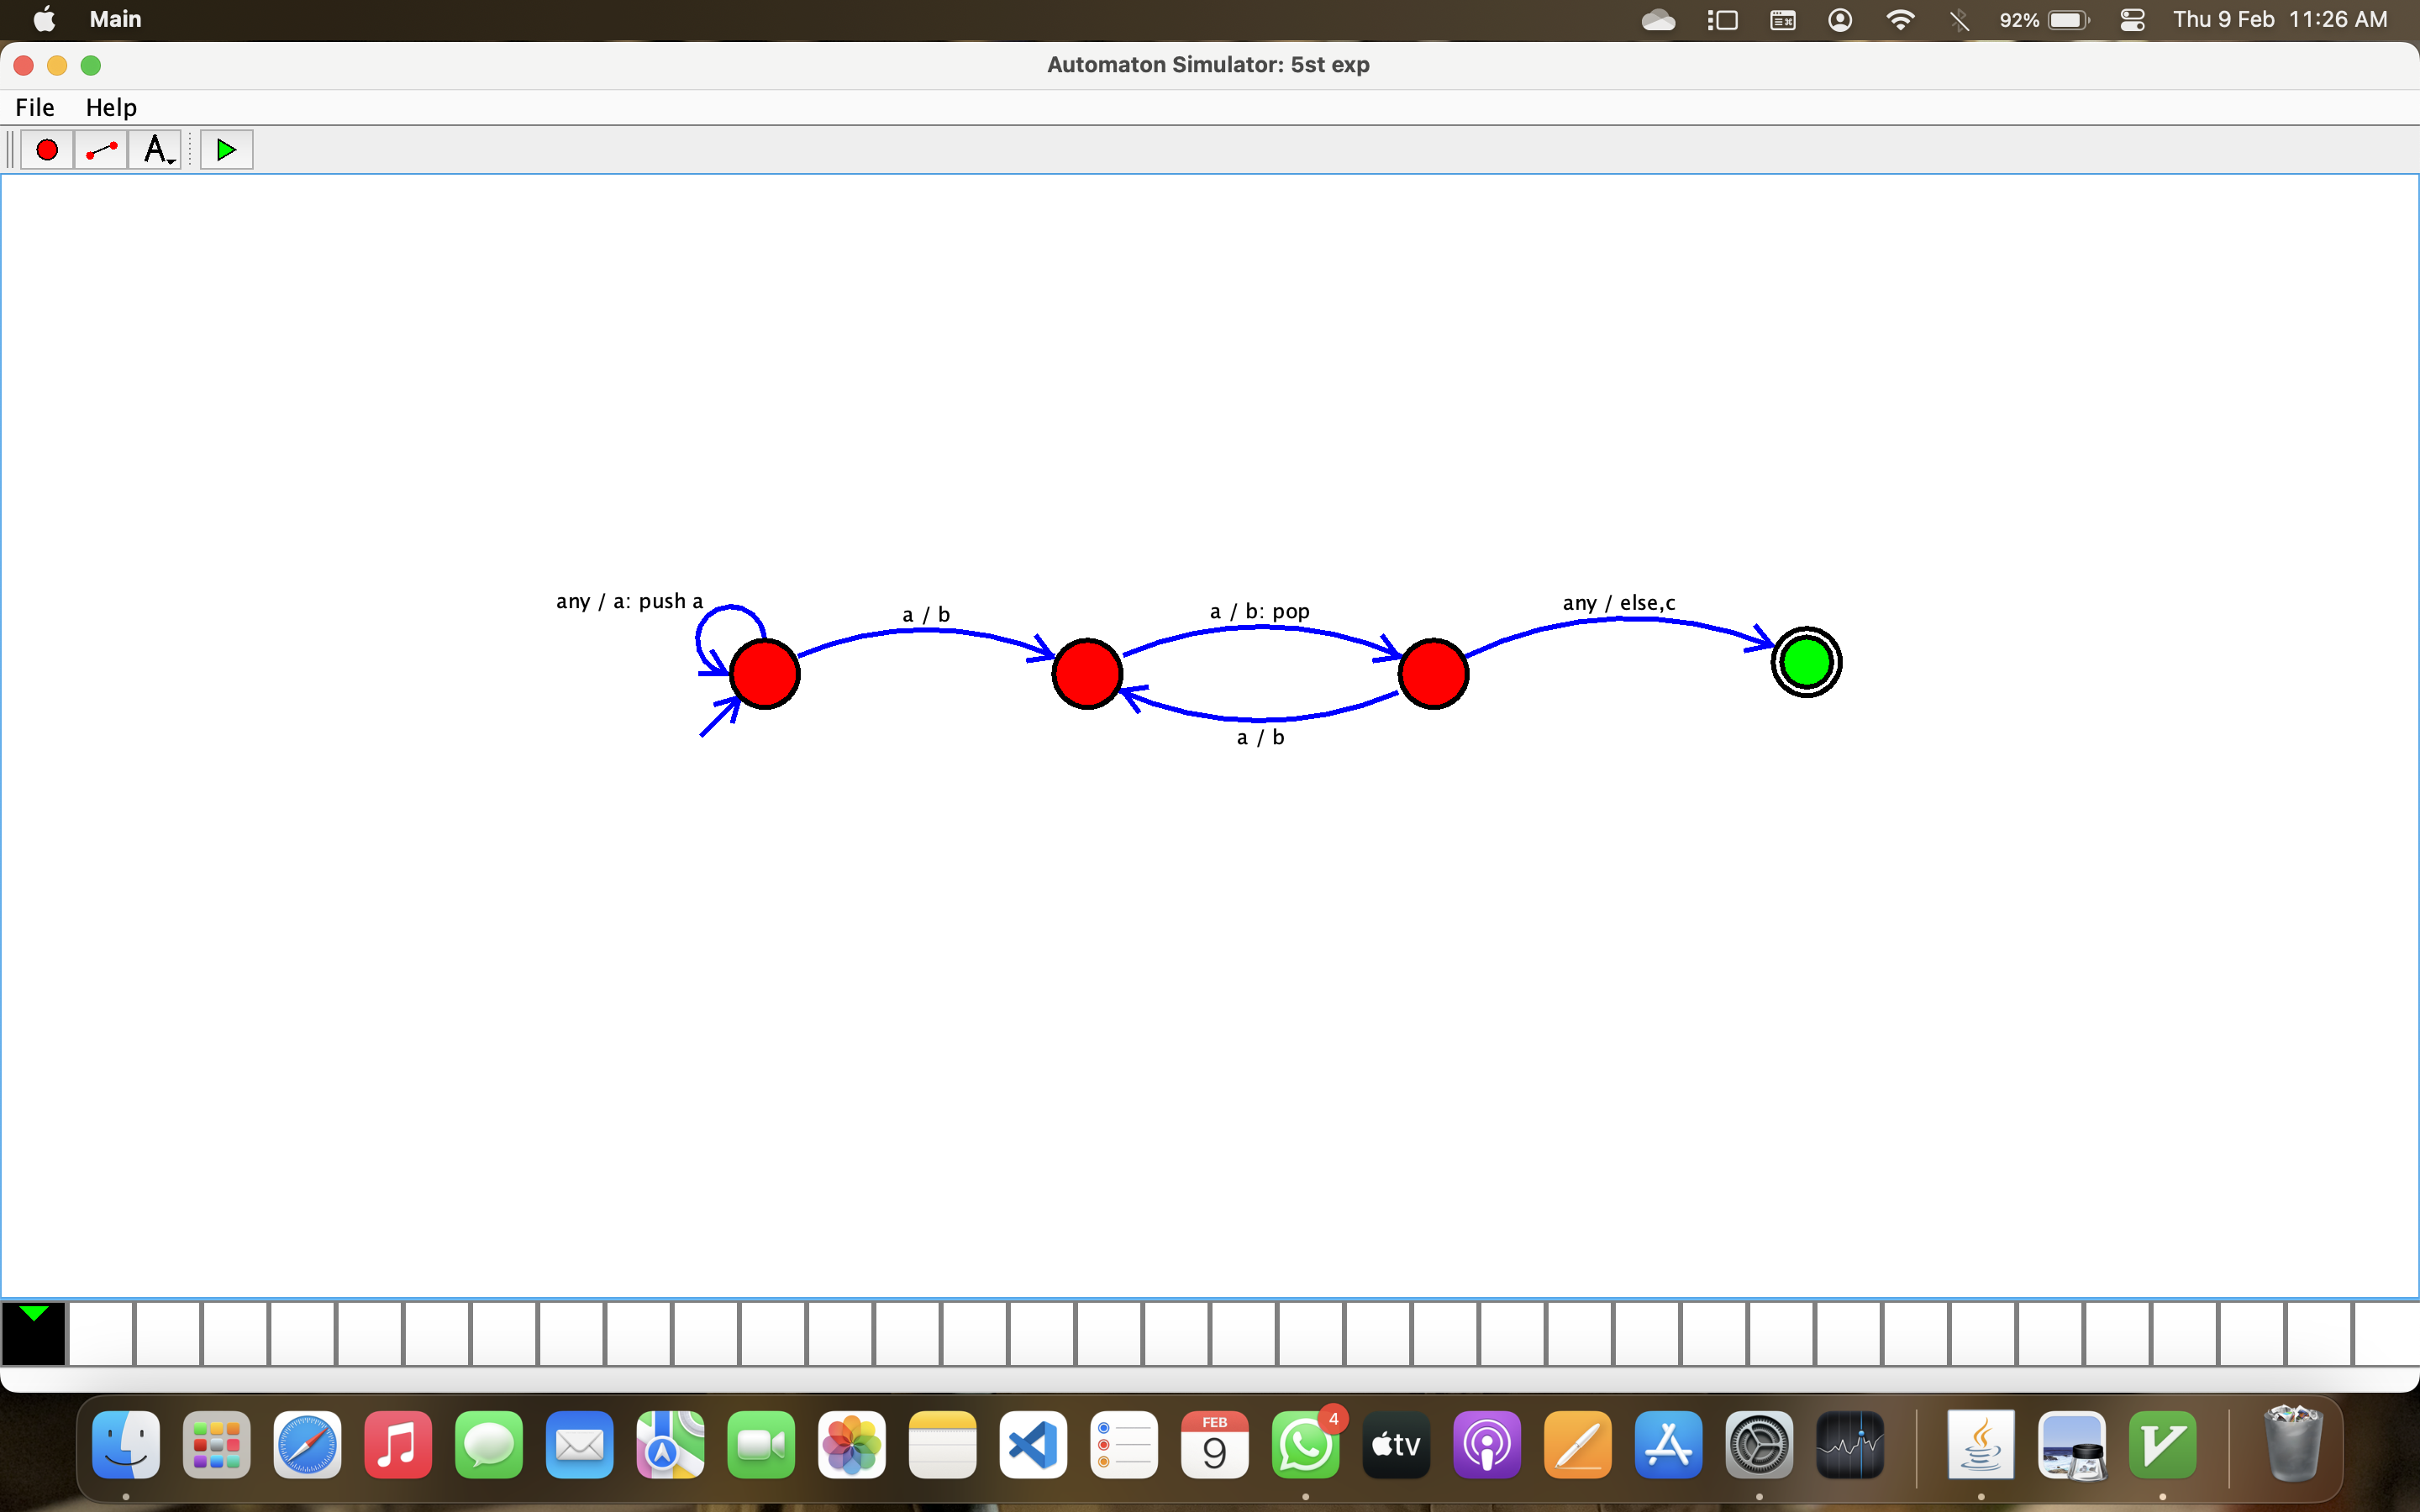 Main
92% Thu 9 Feb 11:26 AM
Automaton Simulator: 5st exp
File Help
A
any / a: push a
a / b
a / b: pop
any / else,c
a / b
FEB
9
4
tv